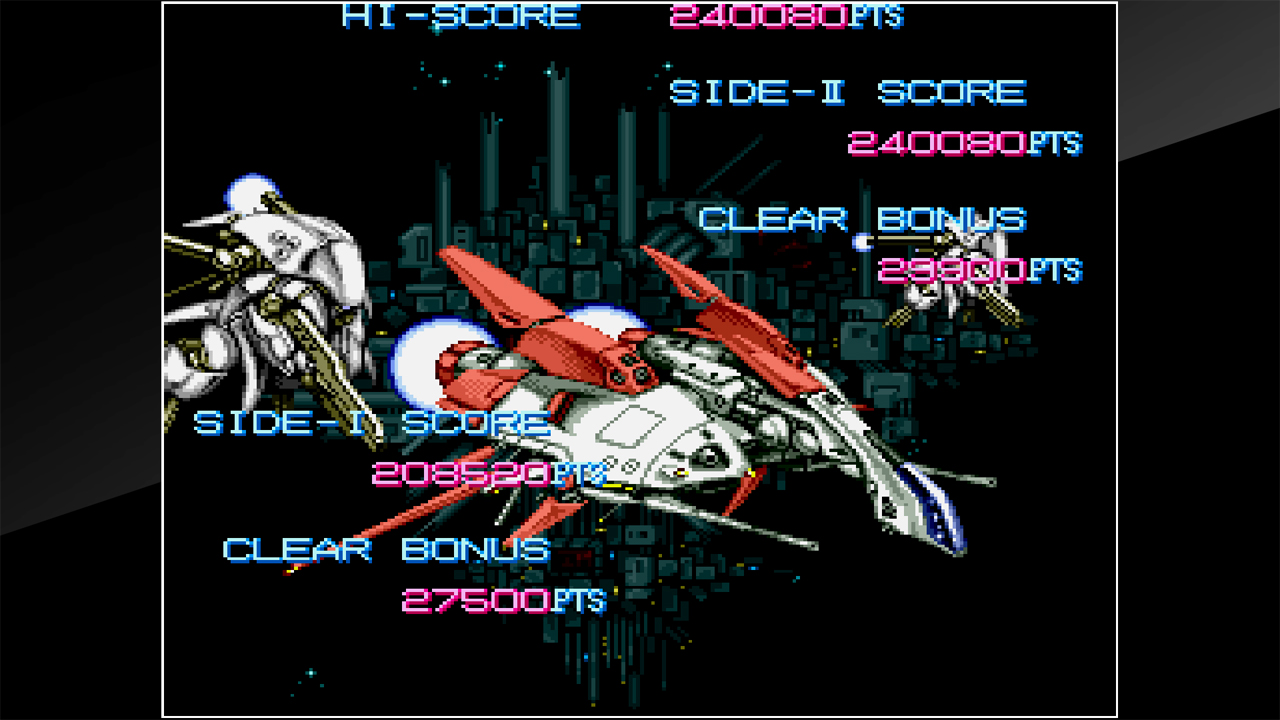 HI-SCORE 240080PTS
SIDE-II SCORE
240080PTS
CLEAR BONUS
29900PTS
SIDE-I SCORE
208520PTS
CLEAR BONUS
27500PTS